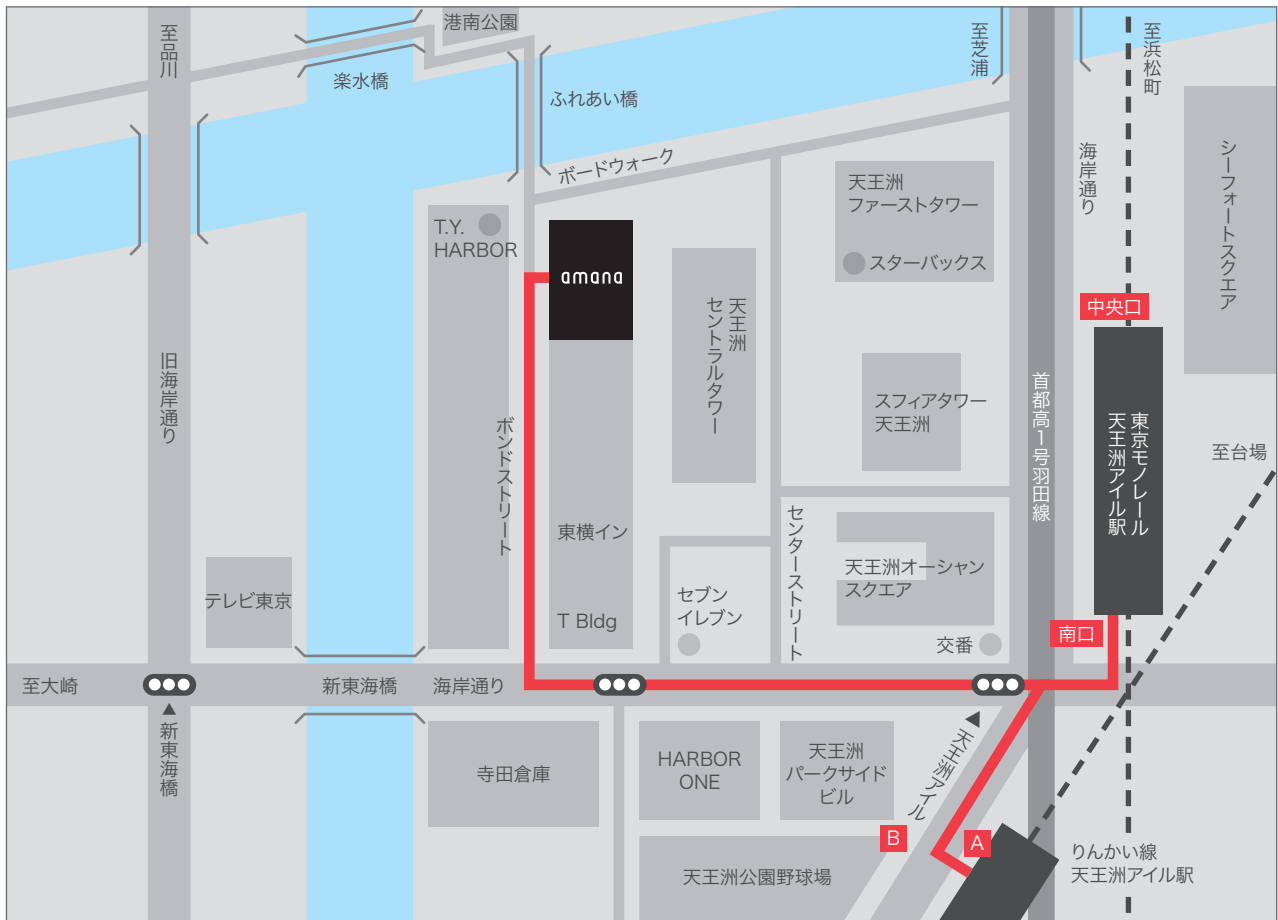 港南公園
至品川
楽水橋
至芝浦
至浜松町
ふれあい橋
ボードウォーク
海岸通り
シーフォートスクエア
天王洲
ファーストタワー
スターバックス
T.Y.
HARBOR
amana
中央口
天王洲
セントラルタワー
旧海岸通り
ボンドストリート
スフィアタワー
天王洲
首都高1号羽田線
東京モノレール
天王洲アイル駅
至台場
東横イン
センターストリート
天王洲オーシャン
スクエア
テレビ東京
T Bldg
セブン
イレブン
交番
南口
至大崎
新東海橋
海岸通り
新東海橋
天王洲アイル
寺田倉庫
HARBOR
ONE
天王洲
パークサイド
ビル
B
A
りんかい線
天王洲アイル駅
天王洲公園野球場